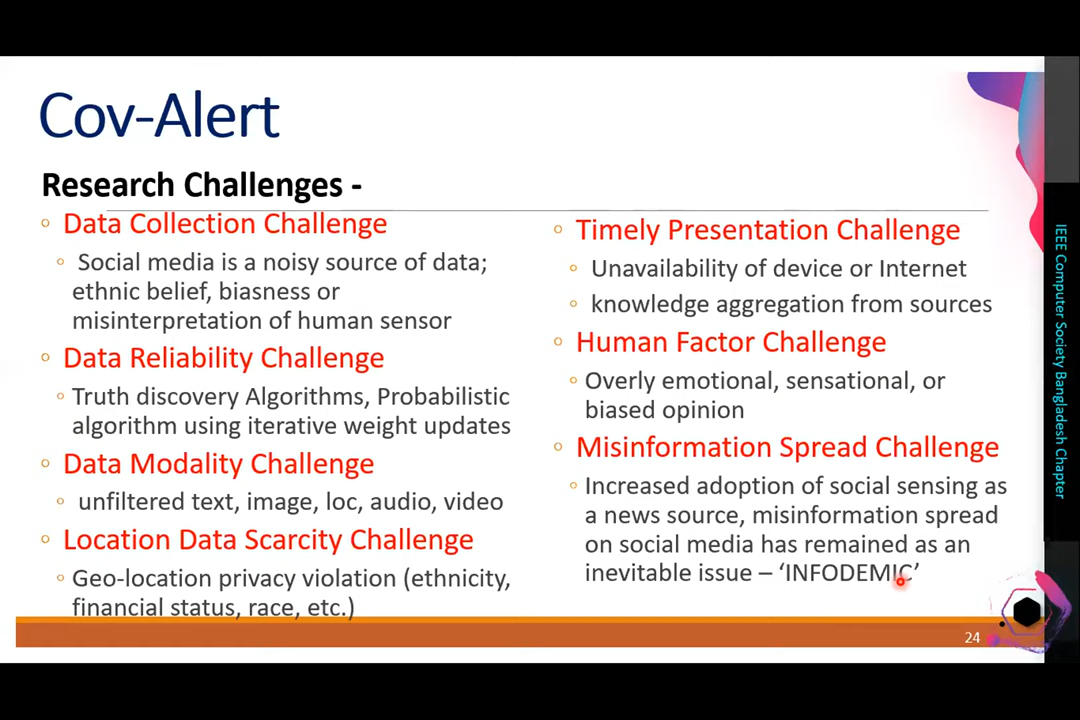 Cov-Alert
Research Challenges -
Data Collection Challenge
Social media is a noisy source of data;
ethnic belief, biasness or
misinterpretation of human sensor
Data Reliability Challenge
Truth discovery Algorithms, Probabilistic
algorithm using iterative weight updates
Data Modality Challenge
unfiltered text, image, loc, audio, video
Location Data Scarcity Challenge
Geo-location privacy violation (ethnicity,
financial status, race, etc.)
Timely Presentation Challenge
Unavailability of device or Internet
knowledge aggregation from sources
Human Factor Challenge
Overly emotional, sensational, or
biased opinion
Misinformation Spread Challenge
Increased adoption of social sensing as
a news source, misinformation spread
on social media has remained as an
inevitable issue – ‘INFODEMIC’
24
IEEE Computer Society Bangladesh Chapter